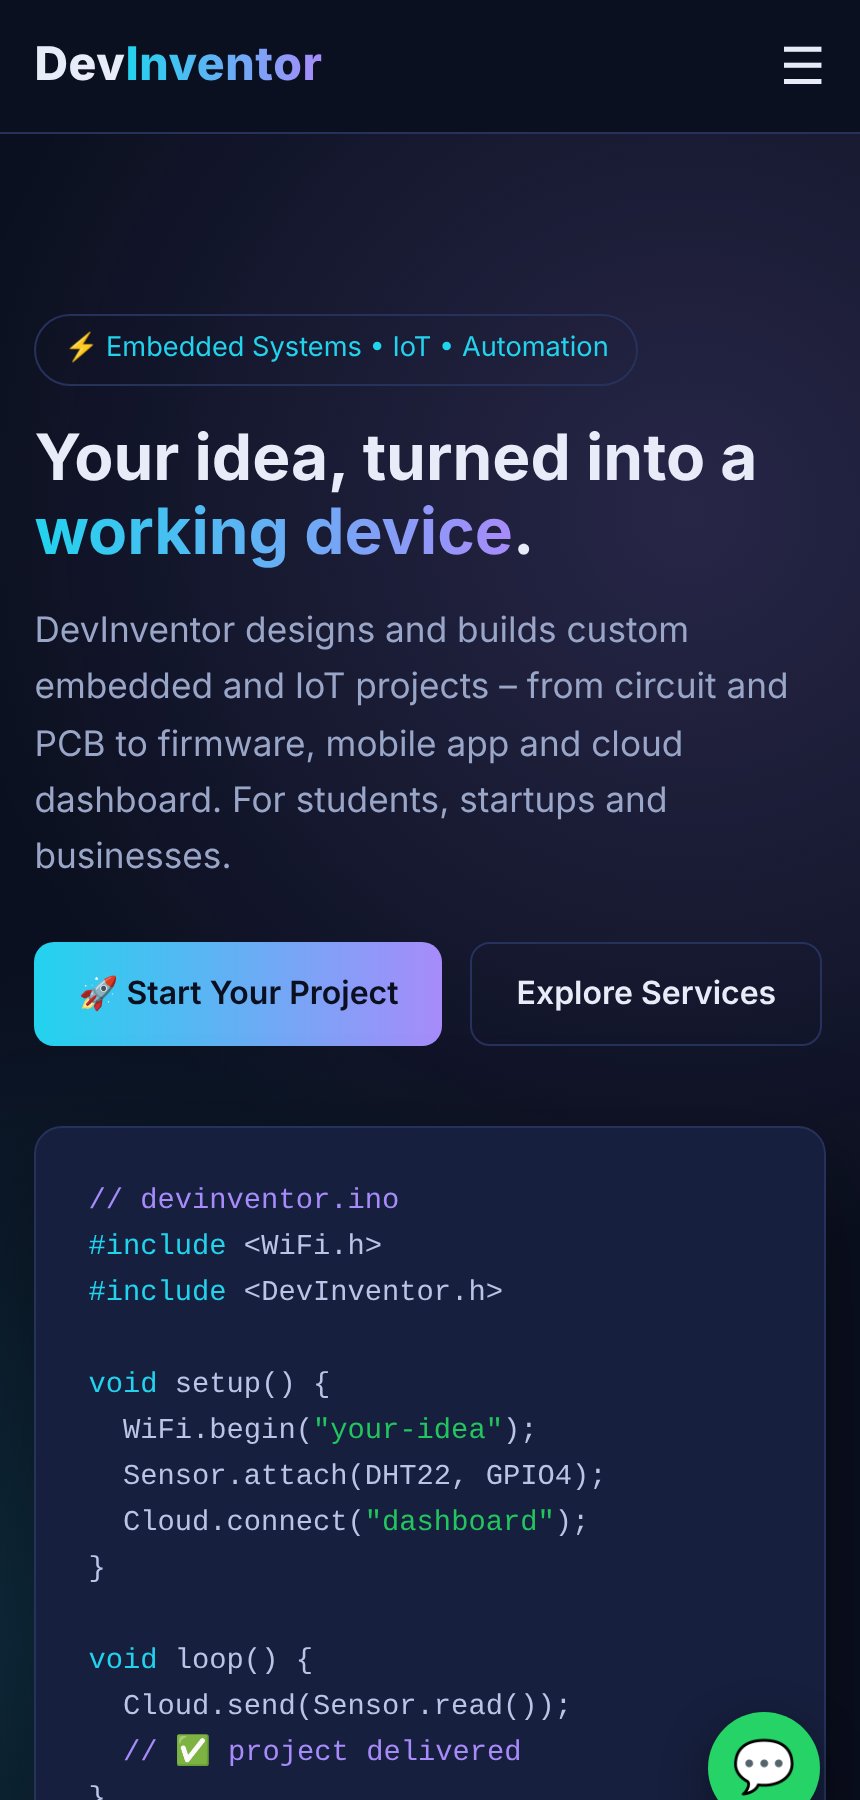 DevInventor
⚡ Embedded Systems • IoT • Automation
Your idea, turned into a
working device.
DevInventor designs and builds custom
embedded and IoT projects – from circuit and
PCB to firmware, mobile app and cloud
dashboard. For students, startups and
businesses.
🚀 Start Your Project
Explore Services
// devinventor.ino
#include <WiFi.h>
#include <DevInventor.h>
void setup() {
  WiFi.begin("your-idea");
  Sensor.attach(DHT22, GPIO4);
  Cloud.connect("dashboard");
}
void loop() {
  Cloud.send(Sensor.read());
  // ✅ project delivered
}